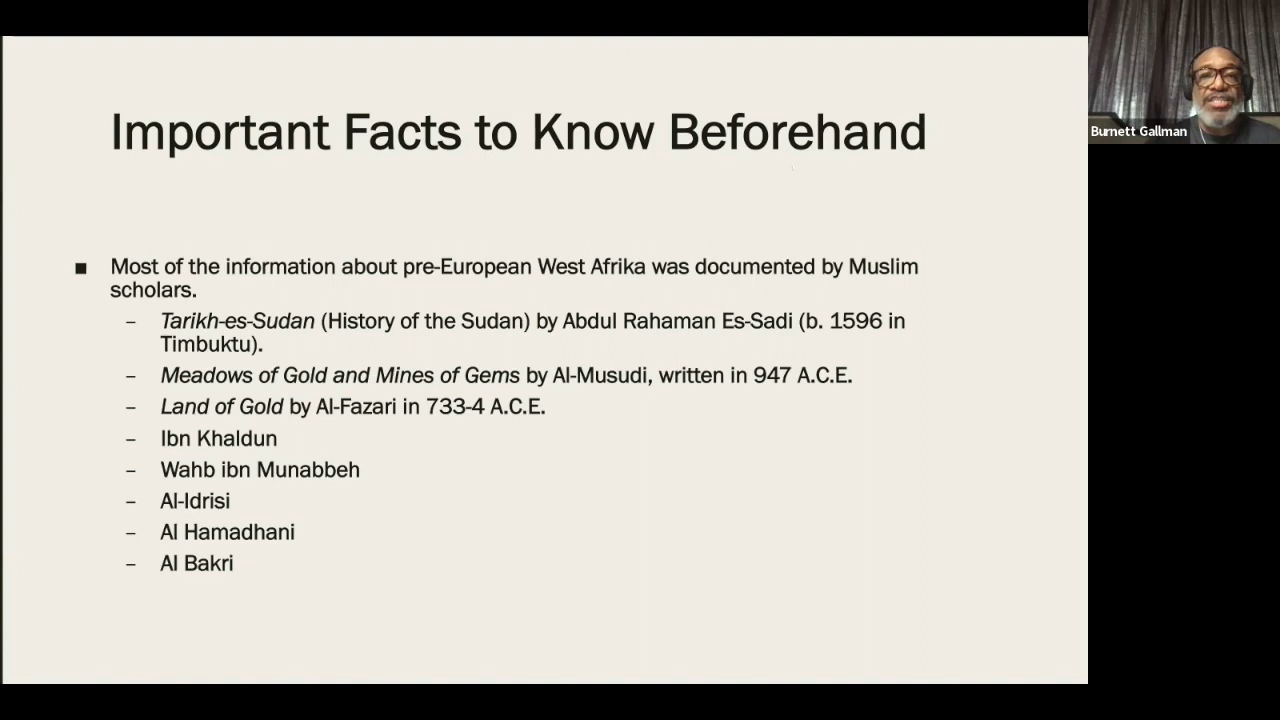 Important Facts to Know Beforehand
Burnett Gallman
■ Most of the information about pre-European West Afrika was documented by Muslim
scholars.
– Tarikh-es-Sudan (History of the Sudan) by Abdul Rahaman Es-Sadi (b. 1596 in
Timbuktu).
– Meadows of Gold and Mines of Gems by Al-Musudi, written in 947 A.C.E.
– Land of Gold by Al-Fazari in 733-4 A.C.E.
– Ibn Khaldun
– Wahb ibn Munabbeh
– Al-Idrisi
– Al Hamadhani
– Al Bakri